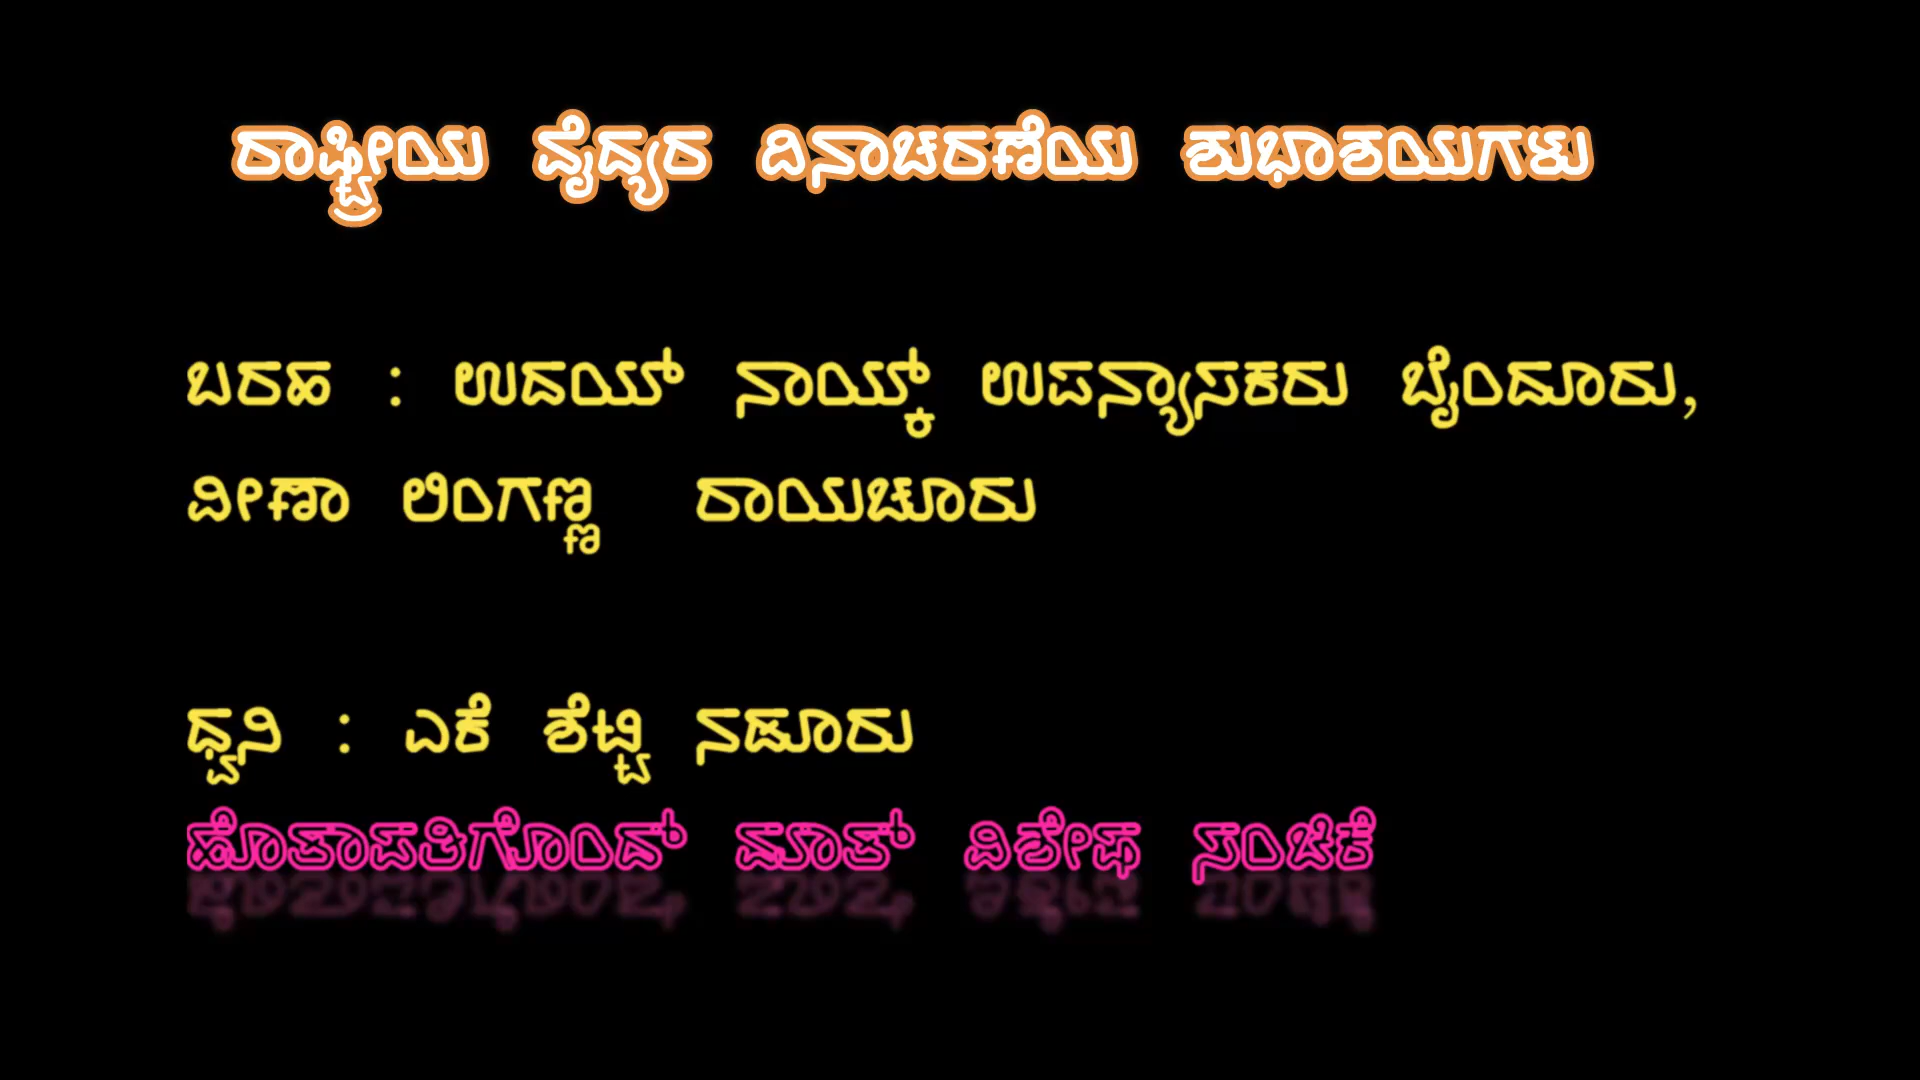 ರಾಷ್ಟ್ರೀಯ ವೈದ್ಯರ ದಿನಾಚರಣೆಯ ಶುಭಾಶಯಗಳು
ಬರಹ : ಉದಯ್ ನಾಯ್ಕ್ ಉಪನ್ಯಾಸಕರು ಬೈಂದೂರು,
ವೀಣಾ ಲಿಂಗಣ್ಣ ರಾಯಚೂರು
ಧ್ವನಿ : ಎಕೆ ಶೆಟ್ಟಿ ನಡೂರು
ಹೊತಾಪತಿಗೊಂದ್ ಮಾತ್ ವಿಶೇಷ ಸಂಚಿಕೆ